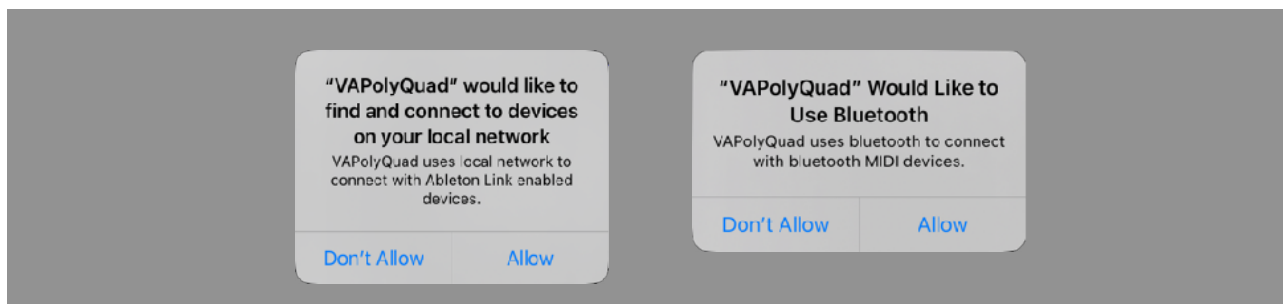 "VAPolyQuad" would like to
find and connect to devices
on your local network
VAPolyQuad uses local network to
connect with Ableton Link enabled
devices.
Don't Allow
Allow
"VAPolyQuad" Would Like to
Use Bluetooth
VAPolyQuad uses bluetooth to connect
with bluetooth MIDI devices.
Don't Allow
Allow